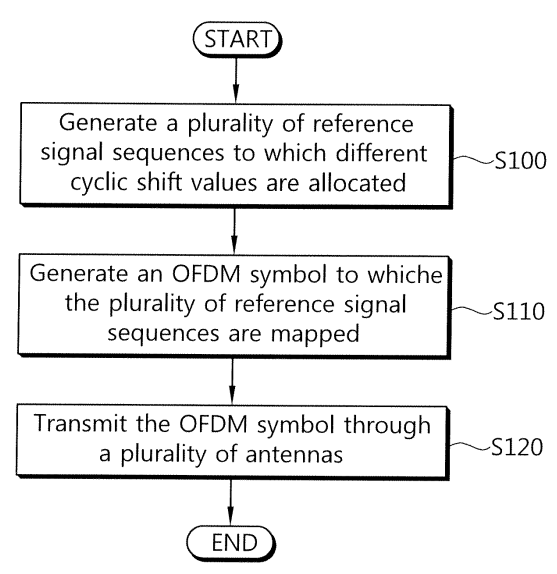 START
Generate a plurality of reference
signal sequences to which different
cyclic shift values are allocated
S100
Generate an OFDM symbol to whiche
the plurality of reference signal
sequences are mapped
S110
Transmit the OFDM symbol through
a plurality of antennas
S120
END